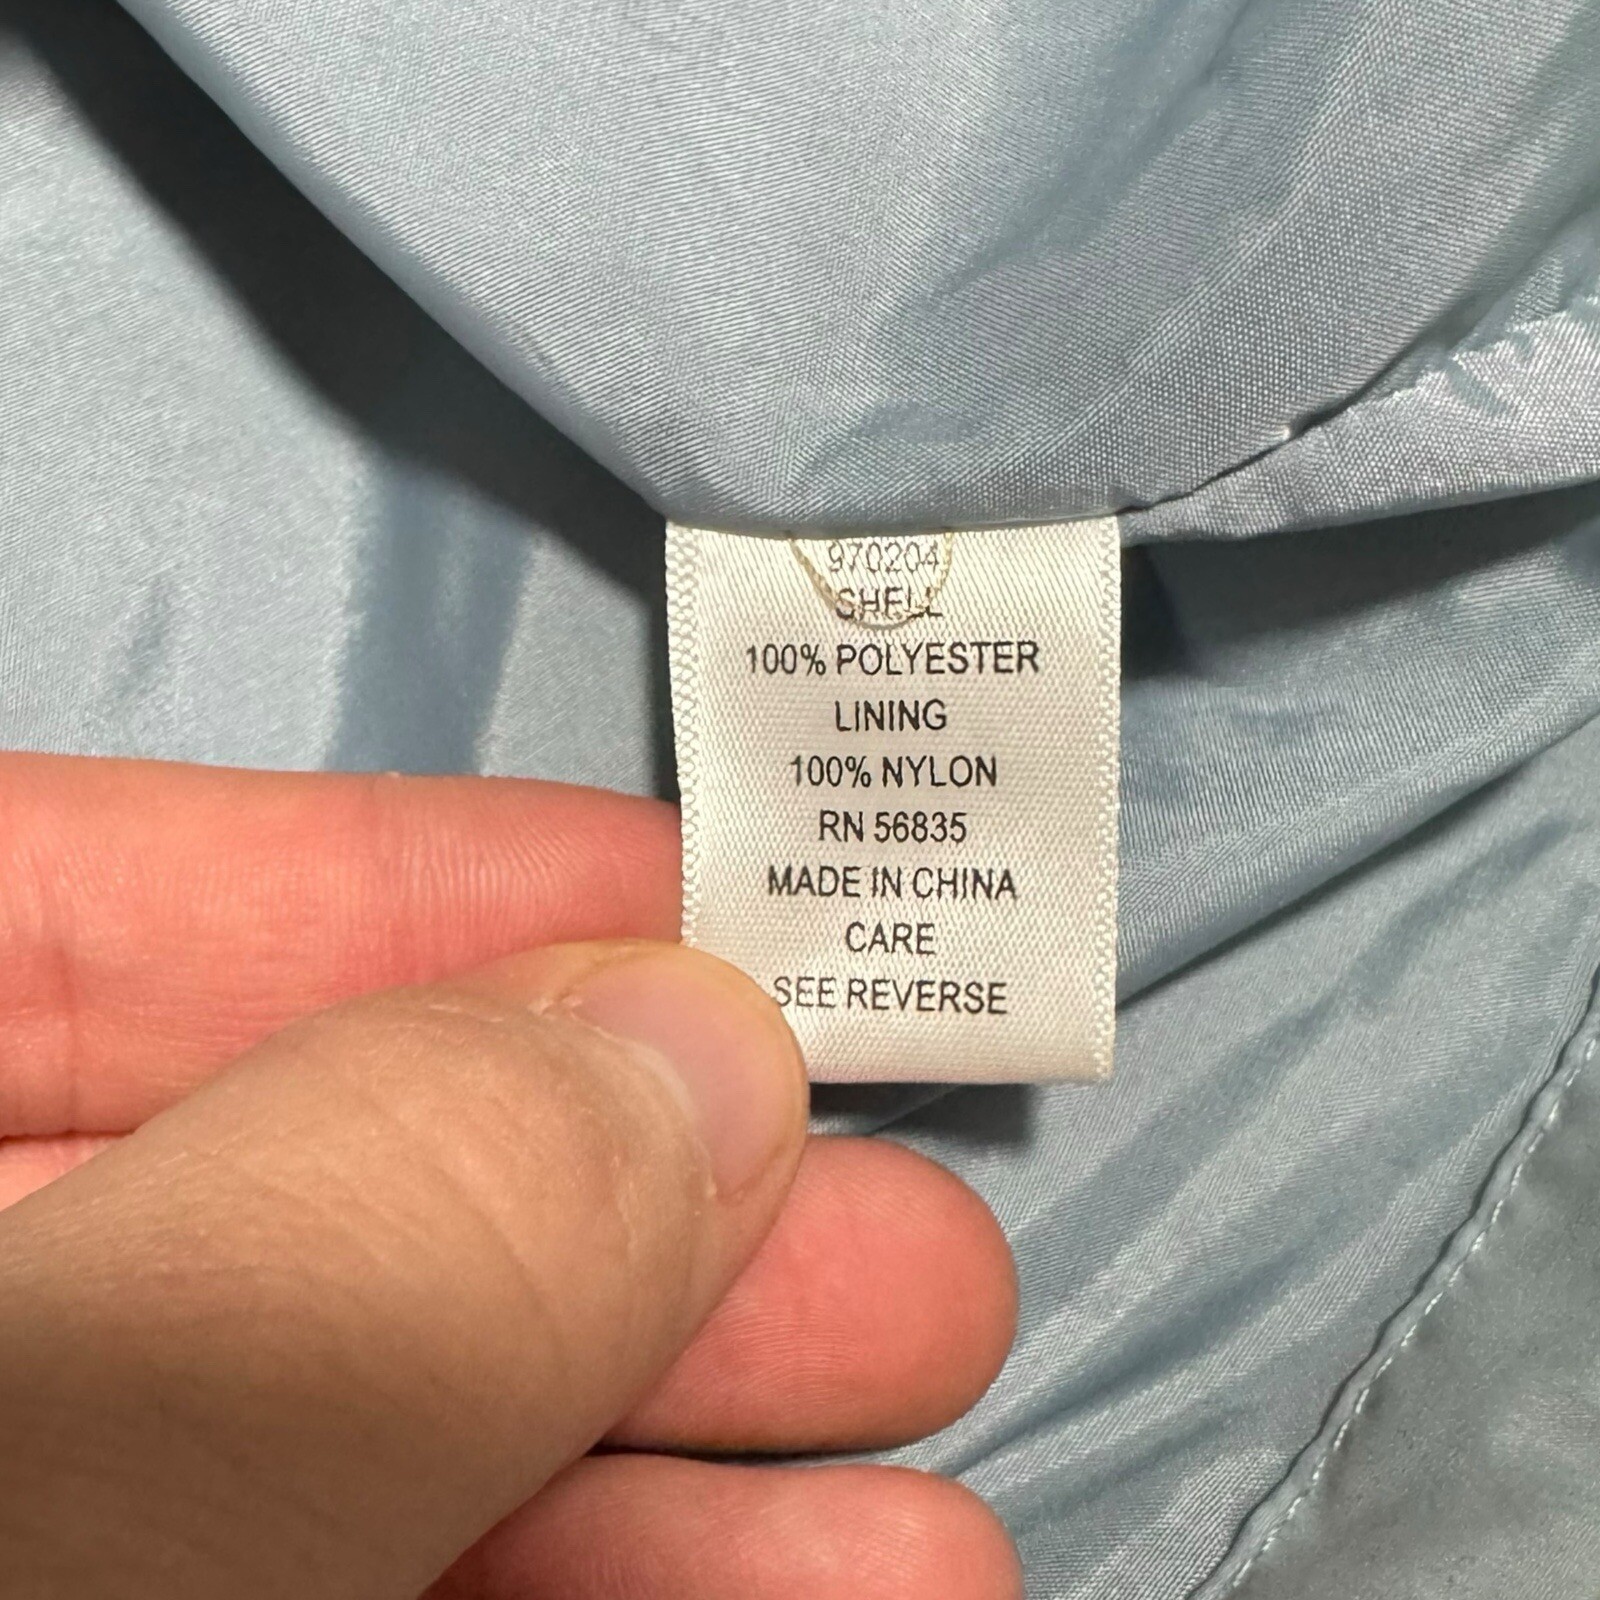 970204
SHELL
100% POLYESTER
LINING
100% NYLON
RN 56835
MADE IN CHINA
CARE
SEE REVERSE